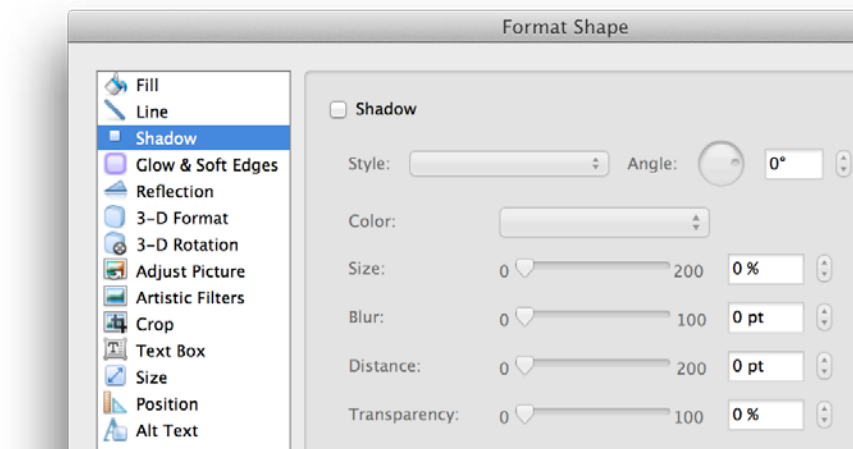 Format Shape
Fill
Line
Shadow
Glow & Soft Edges
Reflection
3-D Format
3-D Rotation
Adjust Picture
Artistic Filters
Crop
Text Box
Size
Position
Alt Text
Shadow
Style: Angle: 0°
Color:
Size: 0 200 0 %
Blur: 0 100 0 pt
Distance: 0 200 0 pt
Transparency: 0 100 0 %